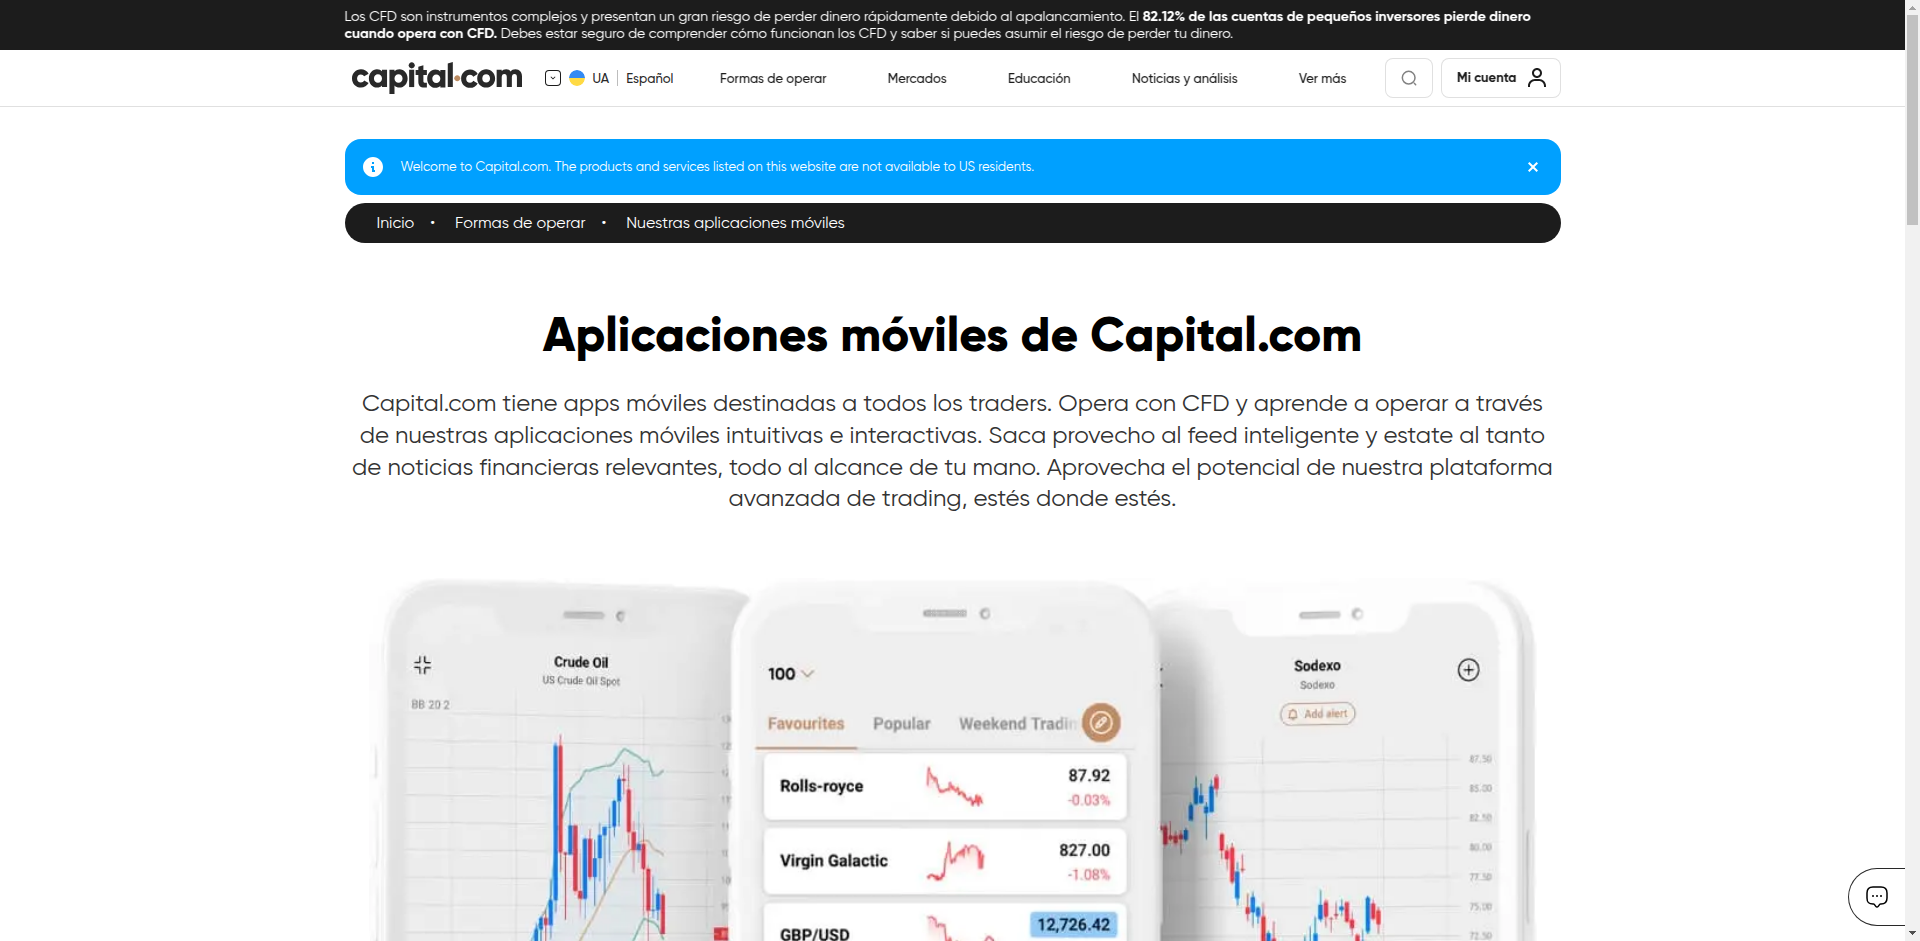 Los CFD son instrumentos complejos y presentan un gran riesgo de perder dinero rápidamente debido al apalancamiento. El 82.12% de las cuentas de pequeños inversores pierde dinero
cuando opera con CFD. Debes estar seguro de comprender cómo funcionan los CFD y saber si puedes asumir el riesgo de perder tu dinero.
capital.com UA Español Formas de operar Mercados Educación Noticias y análisis Ver más Mi cuenta
Welcome to Capital.com. The products and services listed on this website are not available to US residents.
Inicio • Formas de operar • Nuestras aplicaciones móviles
Aplicaciones móviles de Capital.com
Capital.com tiene apps móviles destinadas a todos los traders. Opera con CFD y aprende a operar a través
de nuestras aplicaciones móviles intuitivas e interactivas. Saca provecho al feed inteligente y estate al tanto
de noticias financieras relevantes, todo al alcance de tu mano. Aprovecha el potencial de nuestra plataforma
avanzada de trading, estés donde estés.
Crude Oil
US Crude Oil Spot
BB 20 2
100
Favourites Popular Weekend Tradin
Rolls-royce 87.92
-0.03%
Virgin Galactic 827.00
-1.08%
GBP/USD 12,726.42
Sodexo
Sodexo
Add alert
87.50
85.00
82.50
80.00
77.50
75.00
72.50